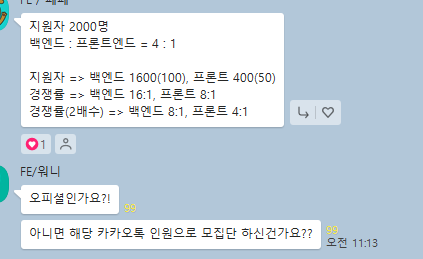 지원자 2000명
백엔드 : 프론트엔드 = 4 : 1
지원자 => 백엔드 1600(100), 프론트 400(50)
경쟁률 => 백엔드 16:1, 프론트 8:1
경쟁률(2배수) => 백엔드 8:1, 프론트 4:1
1
FE/워니
오피셜인가요?!
99
아니면 해당 카카오톡 인원으로 모집단 하신건가요??
99
오전 11:13